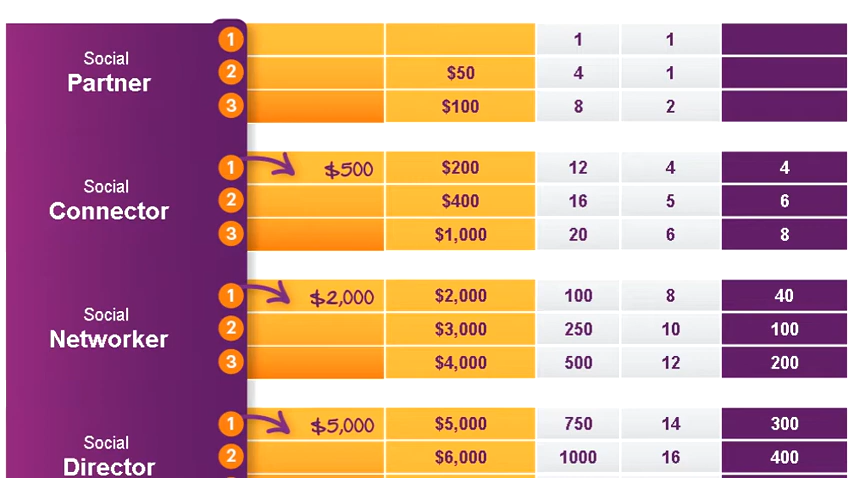 1 1 1
Social
Partner
2 $50 4 1
3 $100 8 2
1 $500 $200 12 4 4
Social
Connector
2 $400 16 5 6
3 $1,000 20 6 8
1 $2,000 $2,000 100 8 40
Social
Networker
2 $3,000 250 10 100
3 $4,000 500 12 200
1 $5,000 $5,000 750 14 300
Social
Director
2 $6,000 1000 16 400